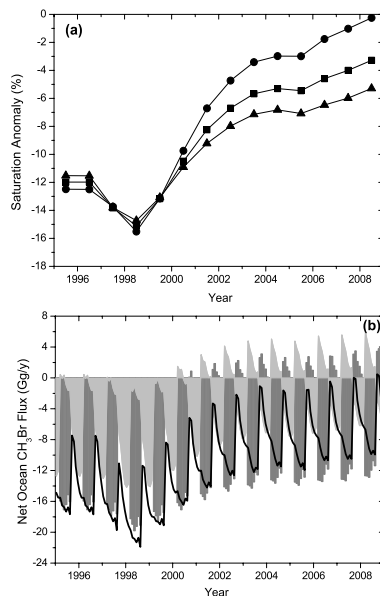 (a)
Saturation Anomaly (%)
0
-2
-4
-6
-8
-10
-12
-14
-16
-18
1996 1998 2000 2002 2004 2006 2008
Year
(b)
Net Ocean CH₃Br Flux (Gg/y)
8
4
0
-4
-8
-12
-16
-20
-24
1996 1998 2000 2002 2004 2006 2008
Year